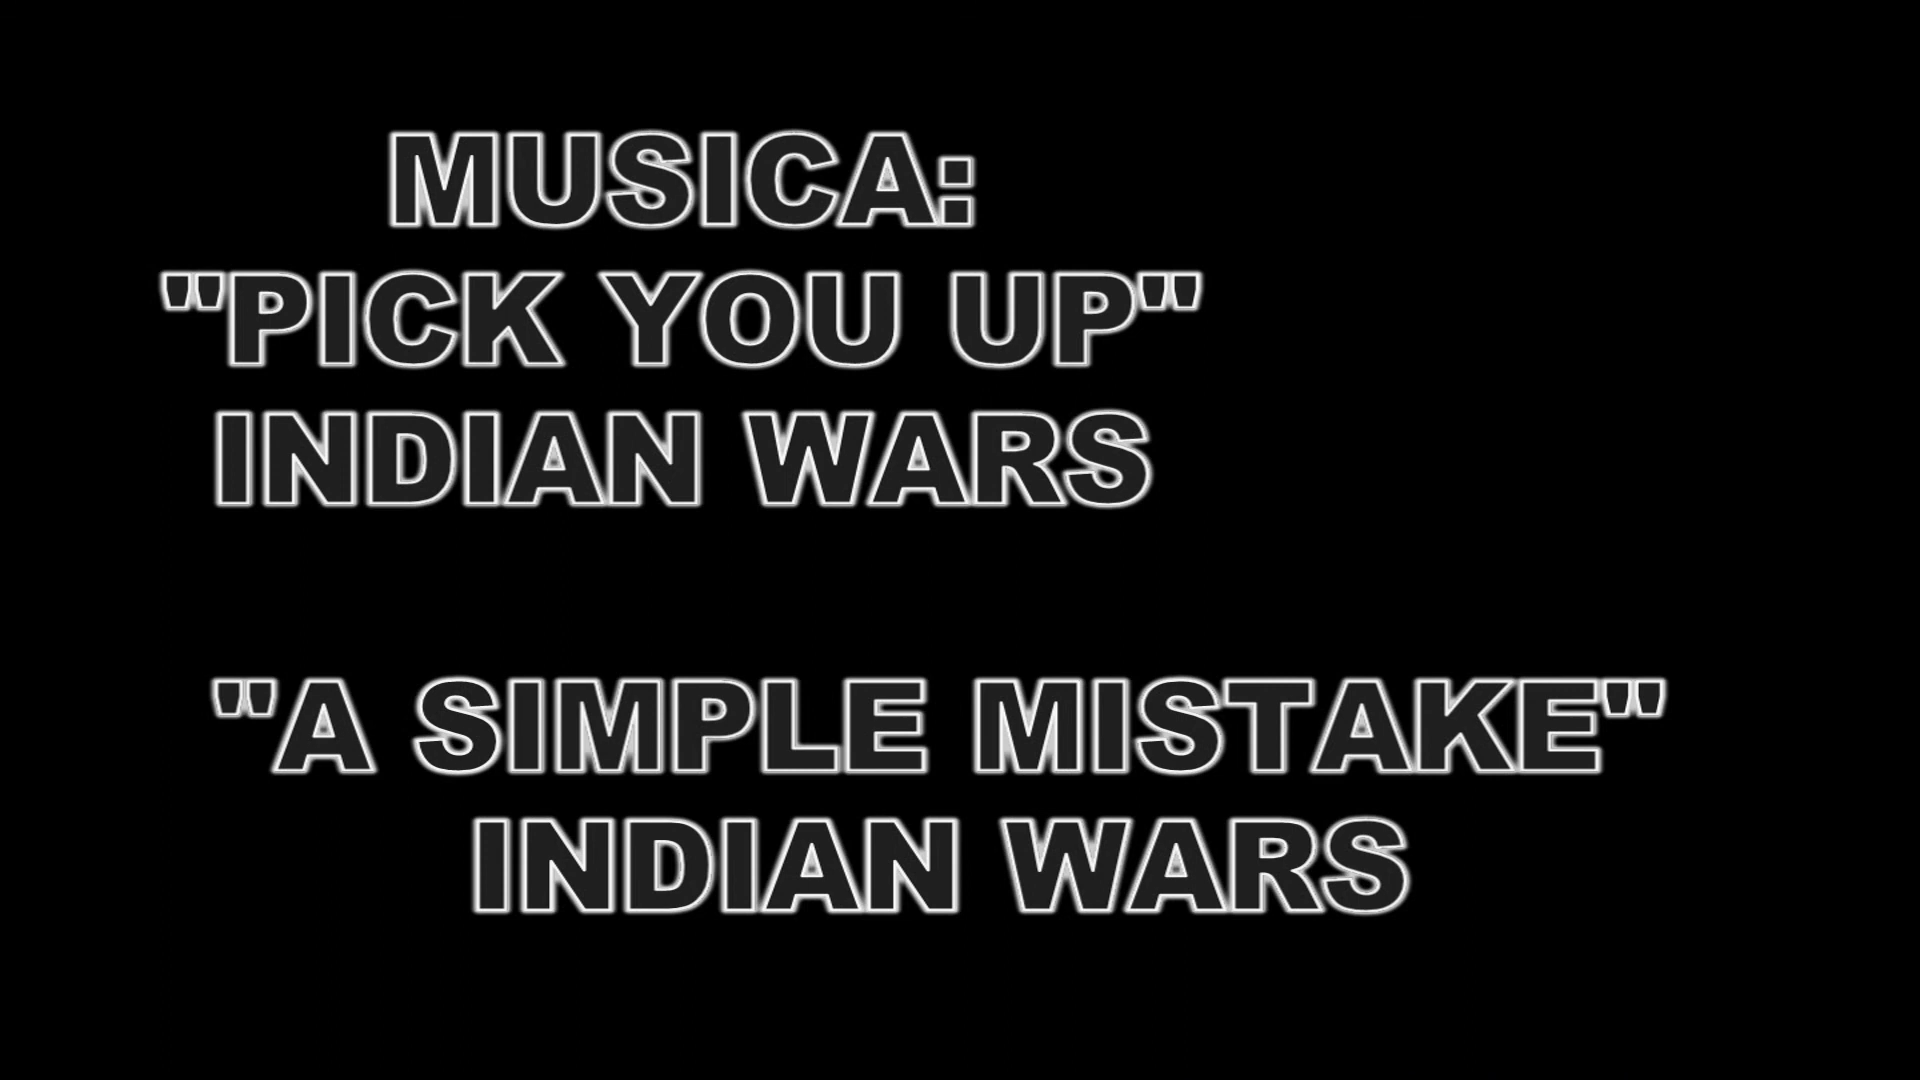 MUSICA:
"PICK YOU UP"
INDIAN WARS
"A SIMPLE MISTAKE"
INDIAN WARS